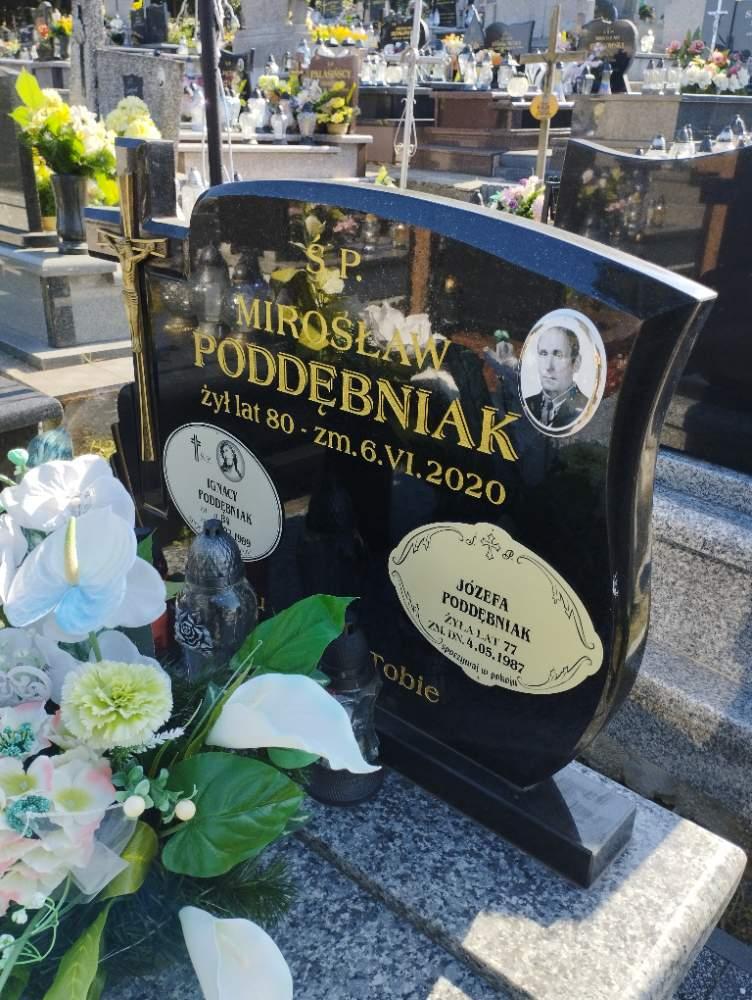 Ś. P.
MIROSŁAW
PODDĘBNIAK
żył lat 80 - zm. 6.VI.2020
IGNACY
PODDĘBNIAK
JÓZEFA
PODDĘBNIAK
ŻYŁA LAT 77
ZM. DN. 4.05.1987
spoczywaj w pokoju
Tobie
PALASIŃSCY